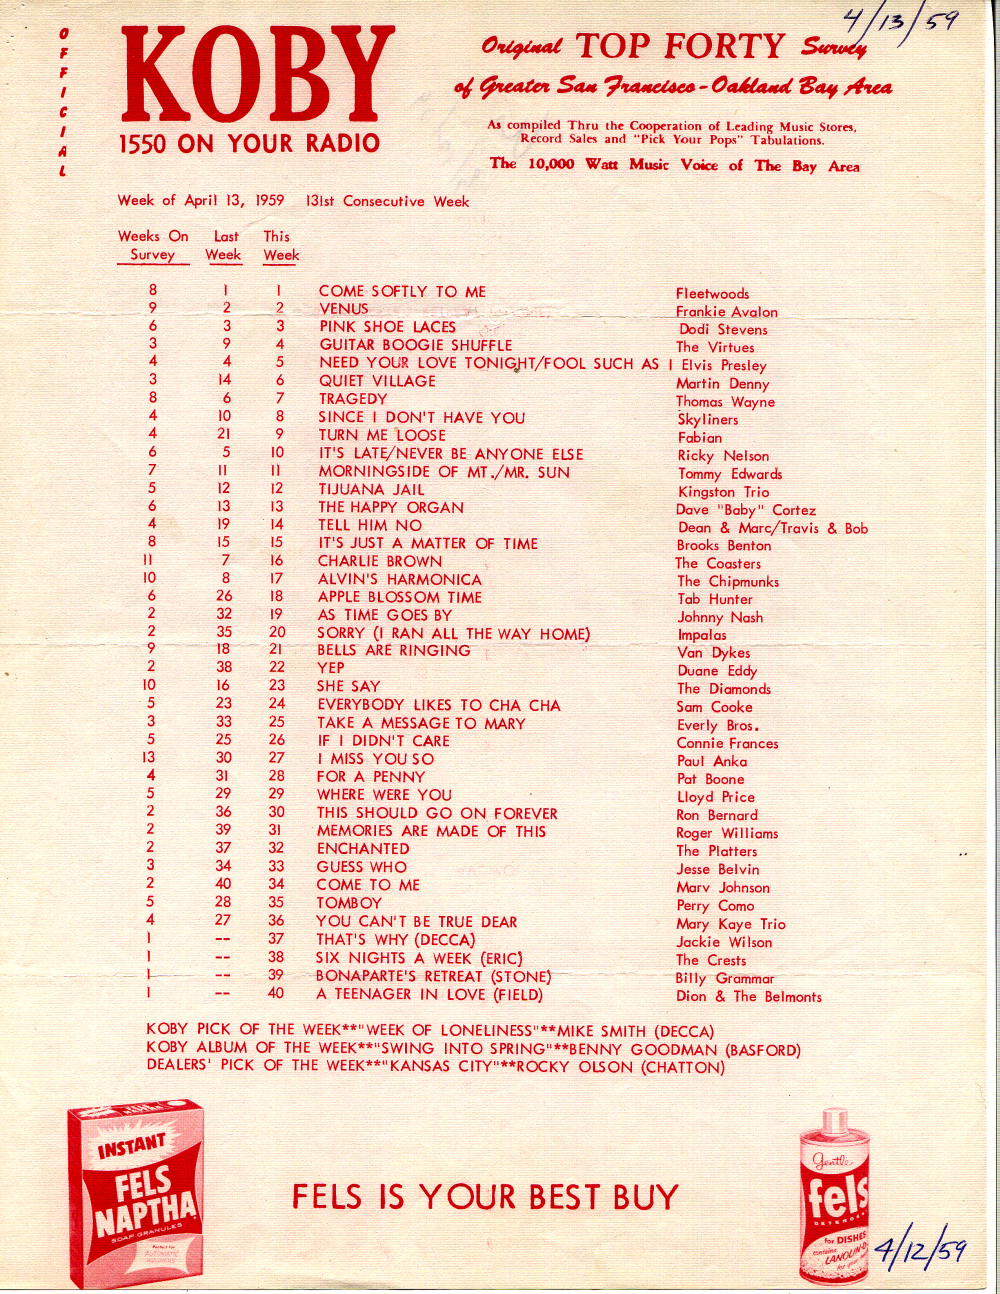 4/13/59
OFFICIAL
KOBY
1550 ON YOUR RADIO
Original TOP FORTY Survey
of Greater San Francisco - Oakland Bay Area
As compiled Thru the Cooperation of Leading Music Stores,
Record Sales and "Pick Your Pops" Tabulations.
The 10,000 Watt Music Voice of The Bay Area
Week of April 13, 1959 131st Consecutive Week
Weeks On Last This
Survey Week Week
8 1 1 COME SOFTLY TO ME Fleetwoods
9 2 2 VENUS Frankie Avalon
6 3 3 PINK SHOE LACES Dodi Stevens
3 9 4 GUITAR BOOGIE SHUFFLE The Virtues
4 4 5 NEED YOUR LOVE TONIGHT/FOOL SUCH AS I Elvis Presley
3 14 6 QUIET VILLAGE Martin Denny
8 6 7 TRAGEDY Thomas Wayne
4 10 8 SINCE I DON'T HAVE YOU Skyliners
4 21 9 TURN ME LOOSE Fabian
6 5 10 IT'S LATE/NEVER BE ANYONE ELSE Ricky Nelson
7 11 11 MORNINGSIDE OF MT./MR. SUN Tommy Edwards
5 12 12 TIJUANA JAIL Kingston Trio
6 13 13 THE HAPPY ORGAN Dave "Baby" Cortez
4 19 14 TELL HIM NO Dean & Marc/Travis & Bob
8 15 15 IT'S JUST A MATTER OF TIME Brooks Benton
11 7 16 CHARLIE BROWN The Coasters
10 8 17 ALVIN'S HARMONICA The Chipmunks
6 26 18 APPLE BLOSSOM TIME Tab Hunter
2 32 19 AS TIME GOES BY Johnny Nash
2 35 20 SORRY (I RAN ALL THE WAY HOME) Impalas
9 18 21 BELLS ARE RINGING Van Dykes
2 38 22 YEP Duane Eddy
10 16 23 SHE SAY The Diamonds
5 23 24 EVERYBODY LIKES TO CHA CHA Sam Cooke
3 33 25 TAKE A MESSAGE TO MARY Everly Bros.
5 25 26 IF I DIDN'T CARE Connie Frances
13 30 27 I MISS YOU SO Paul Anka
4 31 28 FOR A PENNY Pat Boone
5 29 29 WHERE WERE YOU Lloyd Price
2 36 30 THIS SHOULD GO ON FOREVER Ron Bernard
2 39 31 MEMORIES ARE MADE OF THIS Roger Williams
2 37 32 ENCHANTED The Platters
3 34 33 GUESS WHO Jesse Belvin
2 40 34 COME TO ME Marv Johnson
5 28 35 TOMBOY Perry Como
4 27 36 YOU CAN'T BE TRUE DEAR Mary Kaye Trio
1 -- 37 THAT'S WHY (DECCA) Jackie Wilson
1 -- 38 SIX NIGHTS A WEEK (ERIC) The Crests
1 -- 39 BONAPARTE'S RETREAT (STONE) Billy Grammar
1 -- 40 A TEENAGER IN LOVE (FIELD) Dion & The Belmonts
KOBY PICK OF THE WEEK**"WEEK OF LONELINESS"**MIKE SMITH (DECCA)
KOBY ALBUM OF THE WEEK**"SWING INTO SPRING"**BENNY GOODMAN (BASFORD)
DEALERS' PICK OF THE WEEK**"KANSAS CITY"**ROCKY OLSON (CHATTON)
INSTANT
FELS
NAPTHA
SOAP GRANULES
Perfect for
AUTOMATIC
WASHERS
FELS IS YOUR BEST BUY
Gentle
fels
DETERGENT
for DISHES
contains
LANOLIN-D
4/12/59